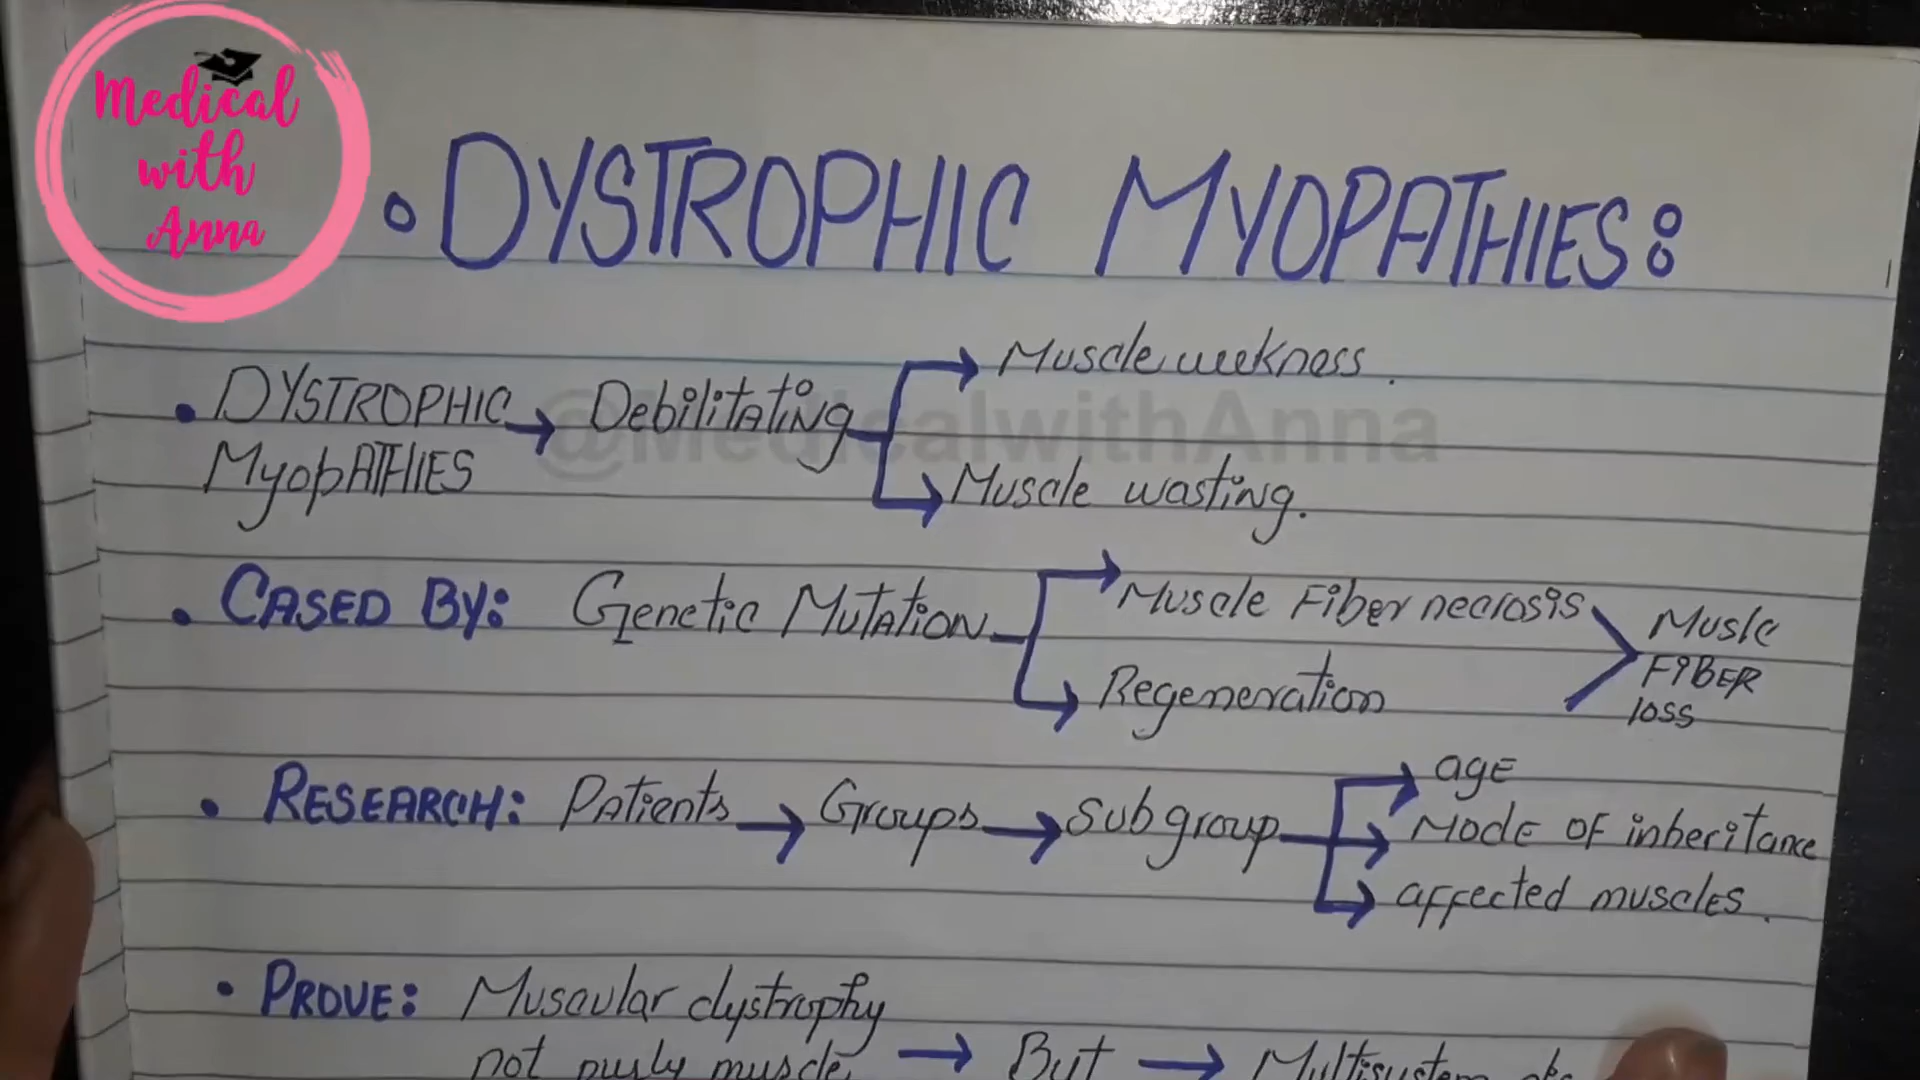 Medical
with
Anna
• DYSTROPHIC MYOPATHIES:
@MedicalwithAnna
• DYSTROPHIC → Debilitating → Muscle weekness.
MyopATHIES → Muscle wasting.
• CASED BY: Genetic MUTATION → Muscle Fiber necrosis
→ Regeneration
Muslc
FIBER
loss
• RESEARCH: Patients → Groups → Subgroup → age
→ Mode of inheritance
→ affected muscles.
• PROVE: Muscular dystrophy
not purly muscle → But → Multisystem